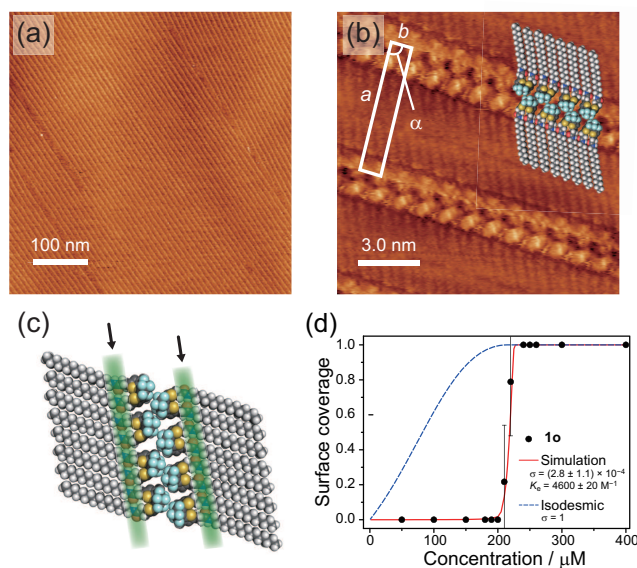 (a)
100 nm
(b)
b
a
α
3.0 nm
(c)
(d)
Surface coverage
1.0
0.8
0.6
0.4
0.2
0.0
1o
Simulation
σ = (2.8 ± 1.1) × 10⁻⁴
Kₑ = 4600 ± 20 M⁻¹
Isodesmic
σ = 1
0 100 200 300 400
Concentration / μM